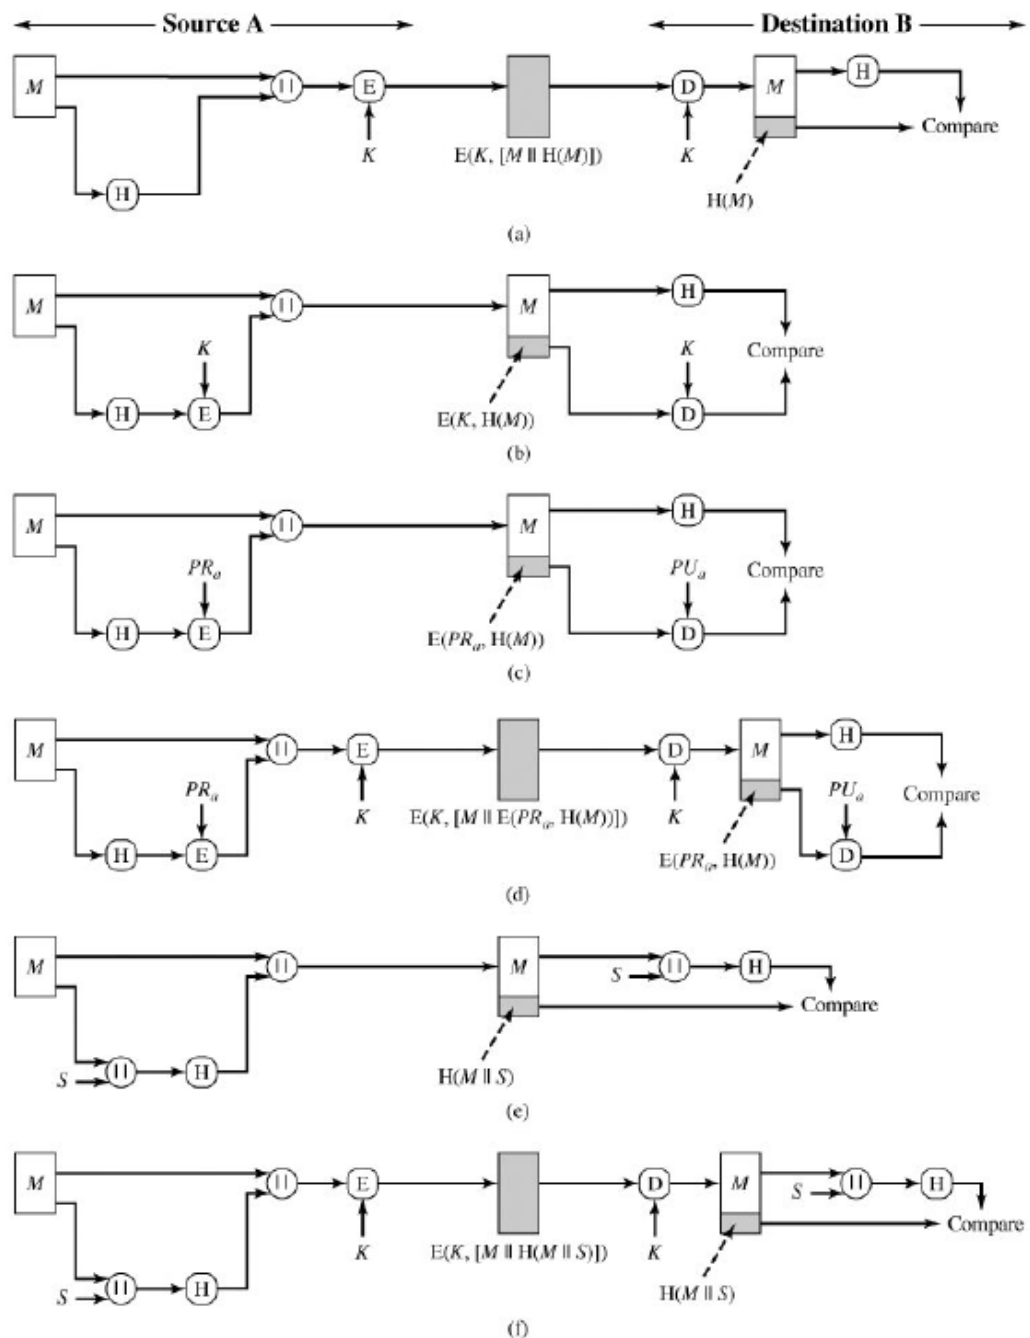 Source A
Destination B
M
||
E
D
M
H
K
E(K, [M || H(M)])
K
Compare
H
H(M)
(a)
M
||
M
H
K
K
Compare
H
E
E(K, H(M))
D
(b)
M
||
M
H
PRa
PUa
Compare
H
E
E(PRa, H(M))
D
(c)
M
||
E
D
M
H
PRa
K
E(K, [M || E(PRa, H(M))])
K
PUa
Compare
H
E
E(PRa, H(M))
D
(d)
M
||
M
S
||
H
Compare
S
||
H
H(M || S)
(e)
M
||
E
D
M
S
||
H
K
E(K, [M || H(M || S)])
K
Compare
S
||
H
H(M || S)
(f)